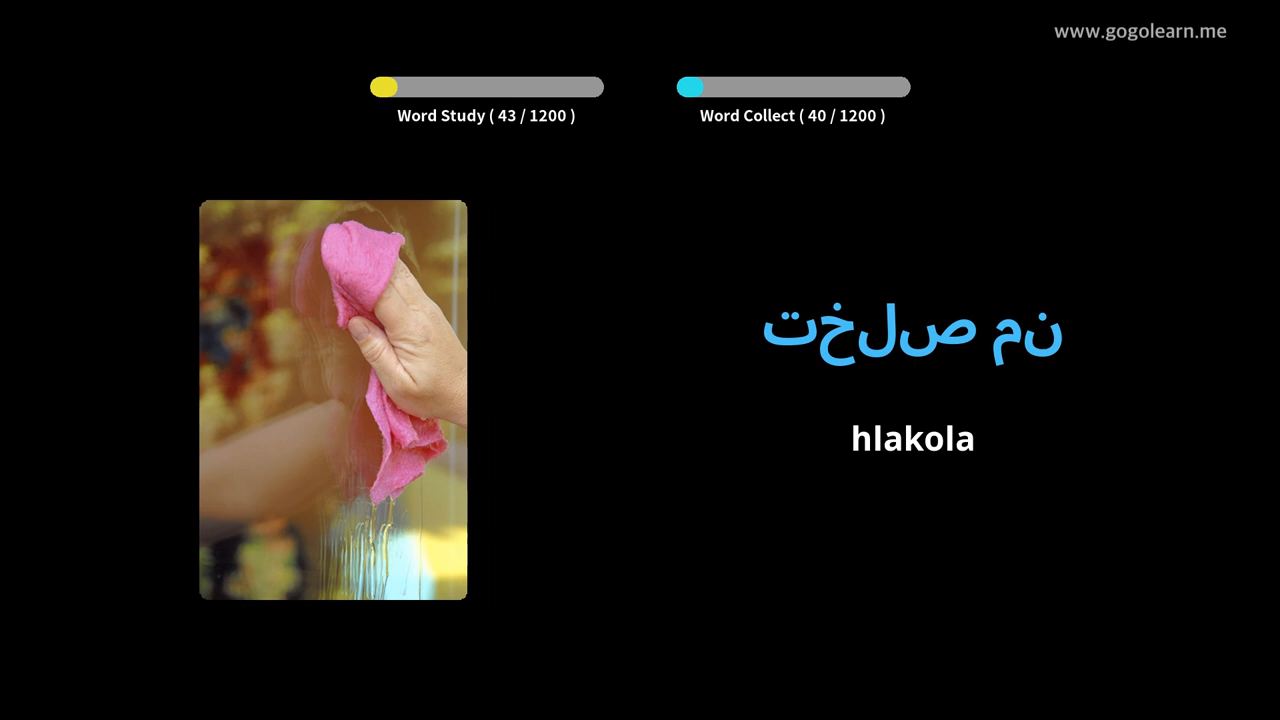 www.gogolearn.me
Word Study ( 43 / 1200 )
Word Collect ( 40 / 1200 )
تخلص من
hlakola